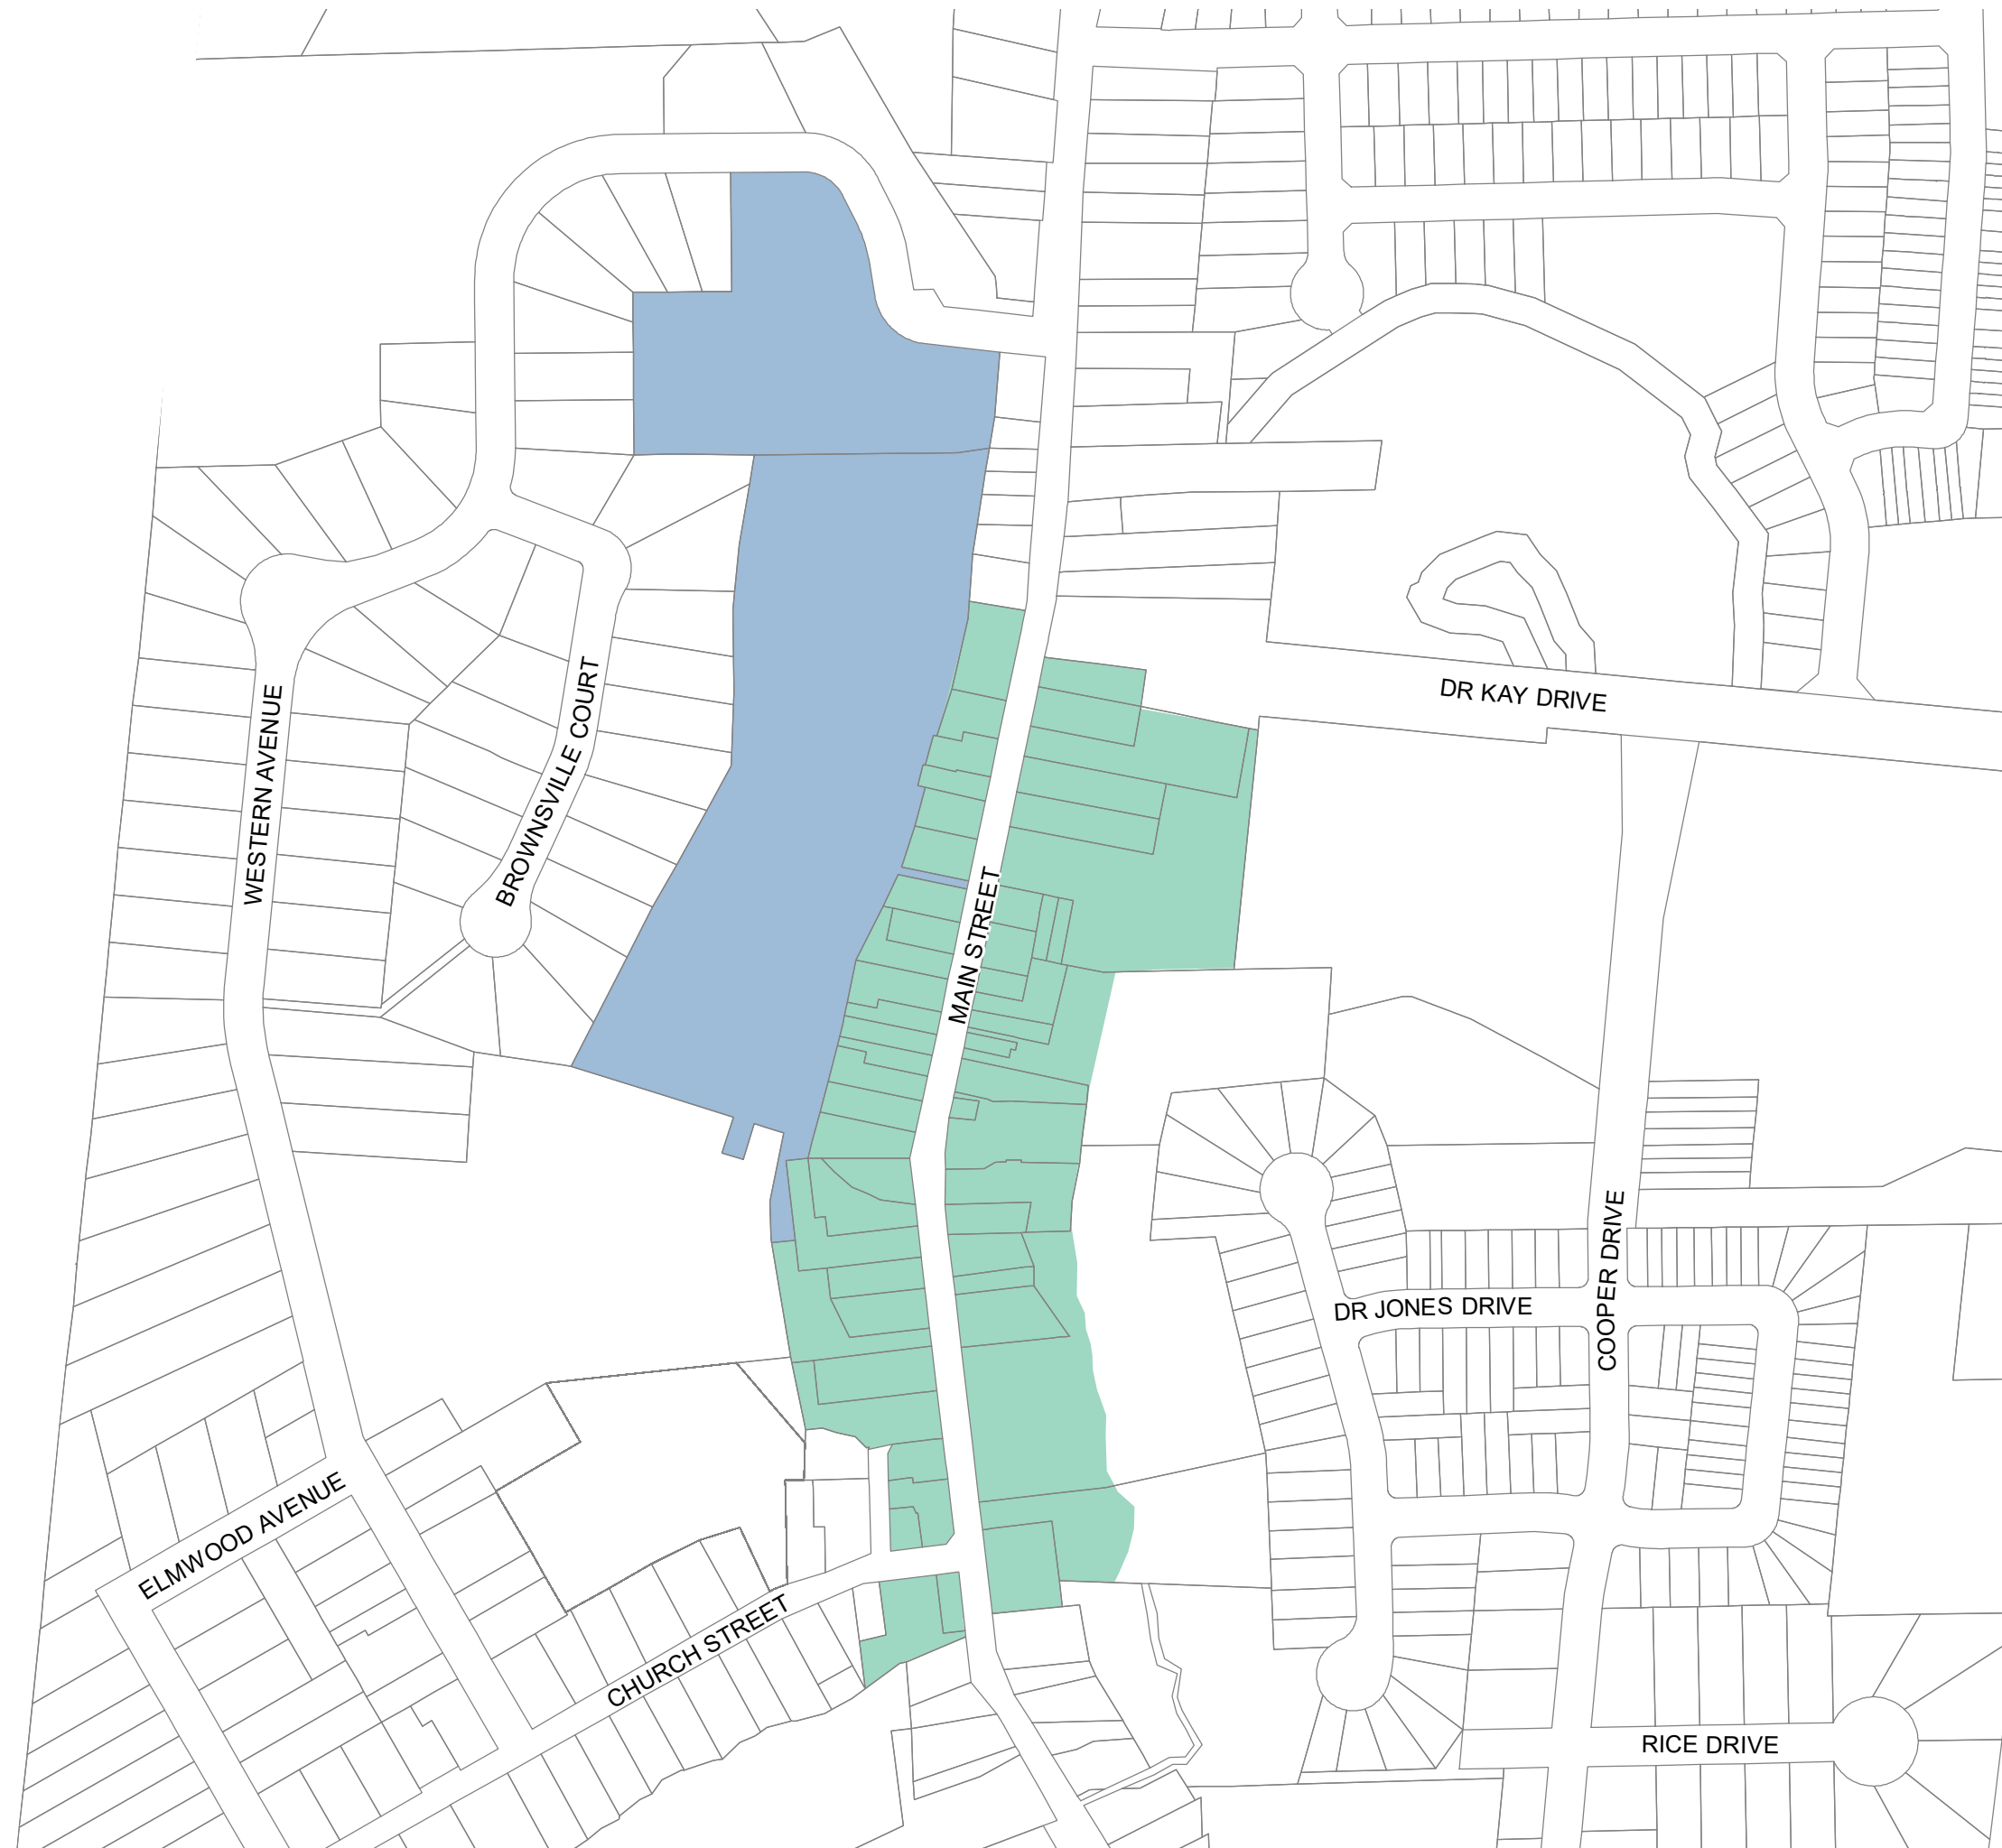 DR KAY DRIVE
WESTERN AVENUE
BROWNSVILLE COURT
MAIN STREET
COOPER DRIVE
DR JONES DRIVE
ELMWOOD AVENUE
CHURCH STREET
RICE DRIVE